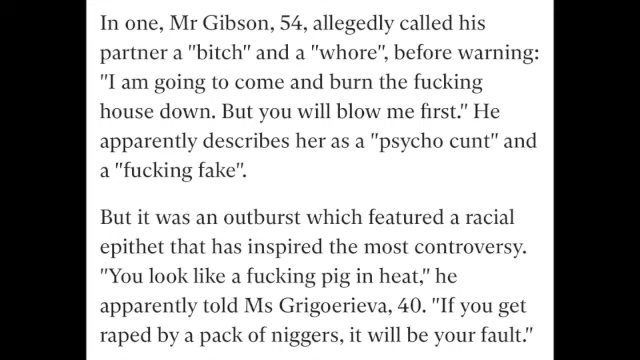 In one, Mr Gibson, 54, allegedly called his
partner a "bitch" and a "whore", before warning:
"I am going to come and burn the fucking
house down. But you will blow me first." He
apparently describes her as a "psycho cunt" and
a "fucking fake".
But it was an outburst which featured a racial
epithet that has inspired the most controversy.
"You look like a fucking pig in heat," he
apparently told Ms Grigoerieva, 40. "If you get
raped by a pack of niggers, it will be your fault."